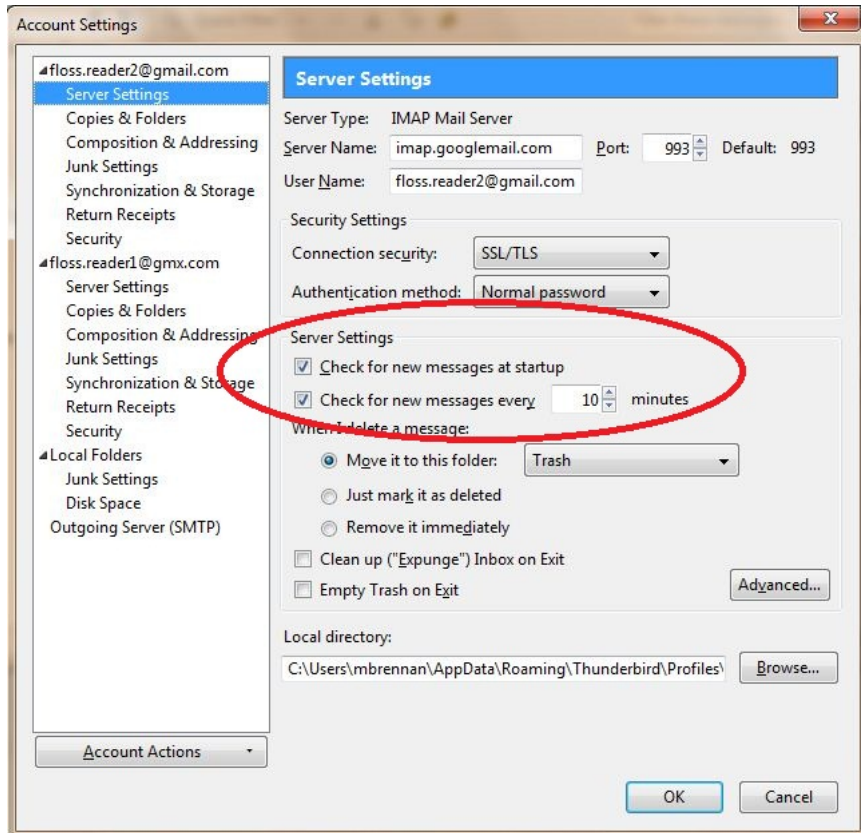 Account Settings
floss.reader2@gmail.com
Server Settings
Copies & Folders
Composition & Addressing
Junk Settings
Synchronization & Storage
Return Receipts
Security
floss.reader1@gmx.com
Server Settings
Copies & Folders
Composition & Addressing
Junk Settings
Synchronization & Storage
Return Receipts
Security
Local Folders
Junk Settings
Disk Space
Outgoing Server (SMTP)
Account Actions
Server Settings
Server Type: IMAP Mail Server
Server Name: imap.googlemail.com Port: 993 Default: 993
User Name: floss.reader2@gmail.com
Security Settings
Connection security: SSL/TLS
Authentication method: Normal password
Server Settings
Check for new messages at startup
Check for new messages every 10 minutes
When I delete a message:
Move it to this folder: Trash
Just mark it as deleted
Remove it immediately
Clean up ("Expunge") Inbox on Exit
Empty Trash on Exit
Advanced...
Local directory:
C:\Users\mbrennan\AppData\Roaming\Thunderbird\Profiles\ Browse...
OK Cancel